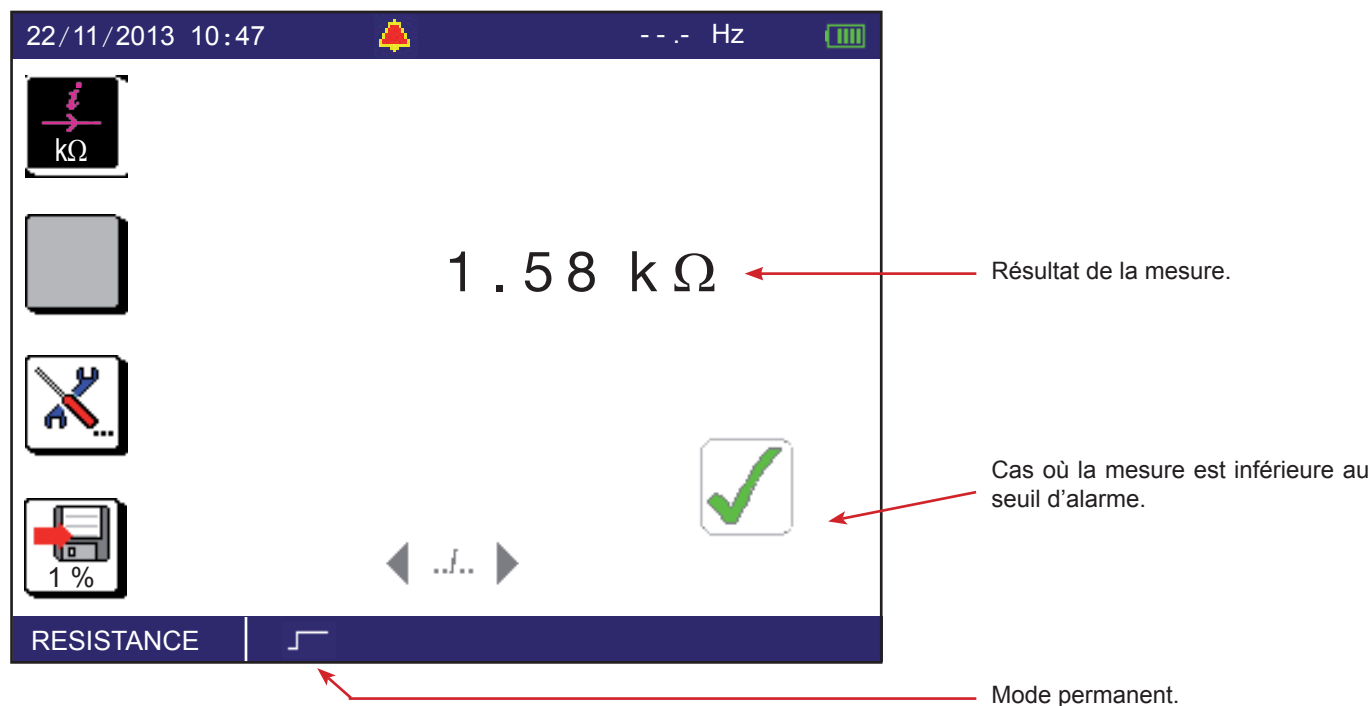 22/11/2013 10:47 --.- Hz
kΩ
1.58 kΩ
Résultat de la mesure.
Cas où la mesure est inférieure au
seuil d'alarme.
1 %
RESISTANCE
Mode permanent.